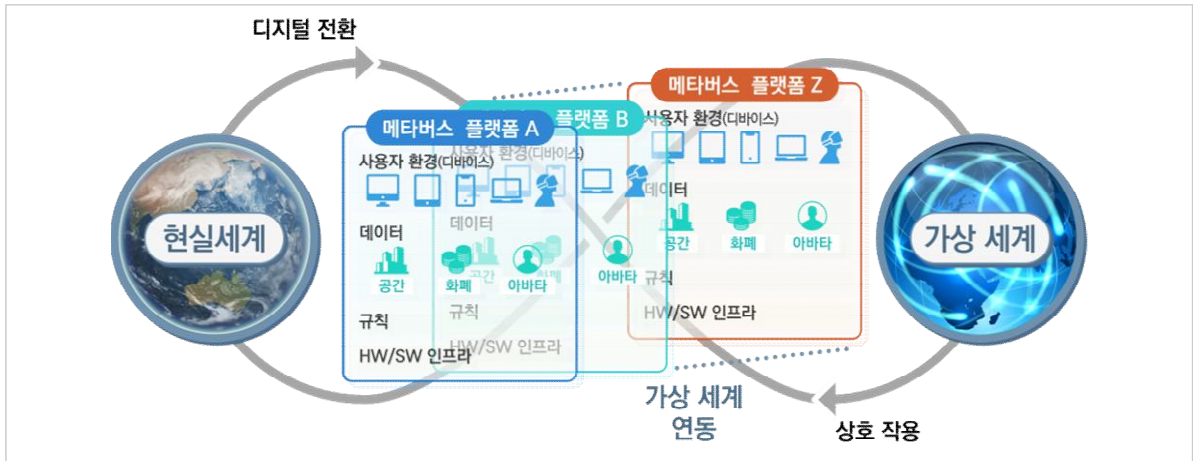 디지털 전환
현실세계
메타버스 플랫폼 A
사용자 환경(디바이스)
데이터
공간
화폐
아바타
규칙
HW/SW 인프라
플랫폼 B
사용자 환경(디바이스)
데이터
공간
화폐
아바타
규칙
HW/SW 인프라
메타버스 플랫폼 Z
사용자 환경(디바이스)
데이터
공간
화폐
아바타
규칙
HW/SW 인프라
가상 세계
가상 세계
연동
상호 작용